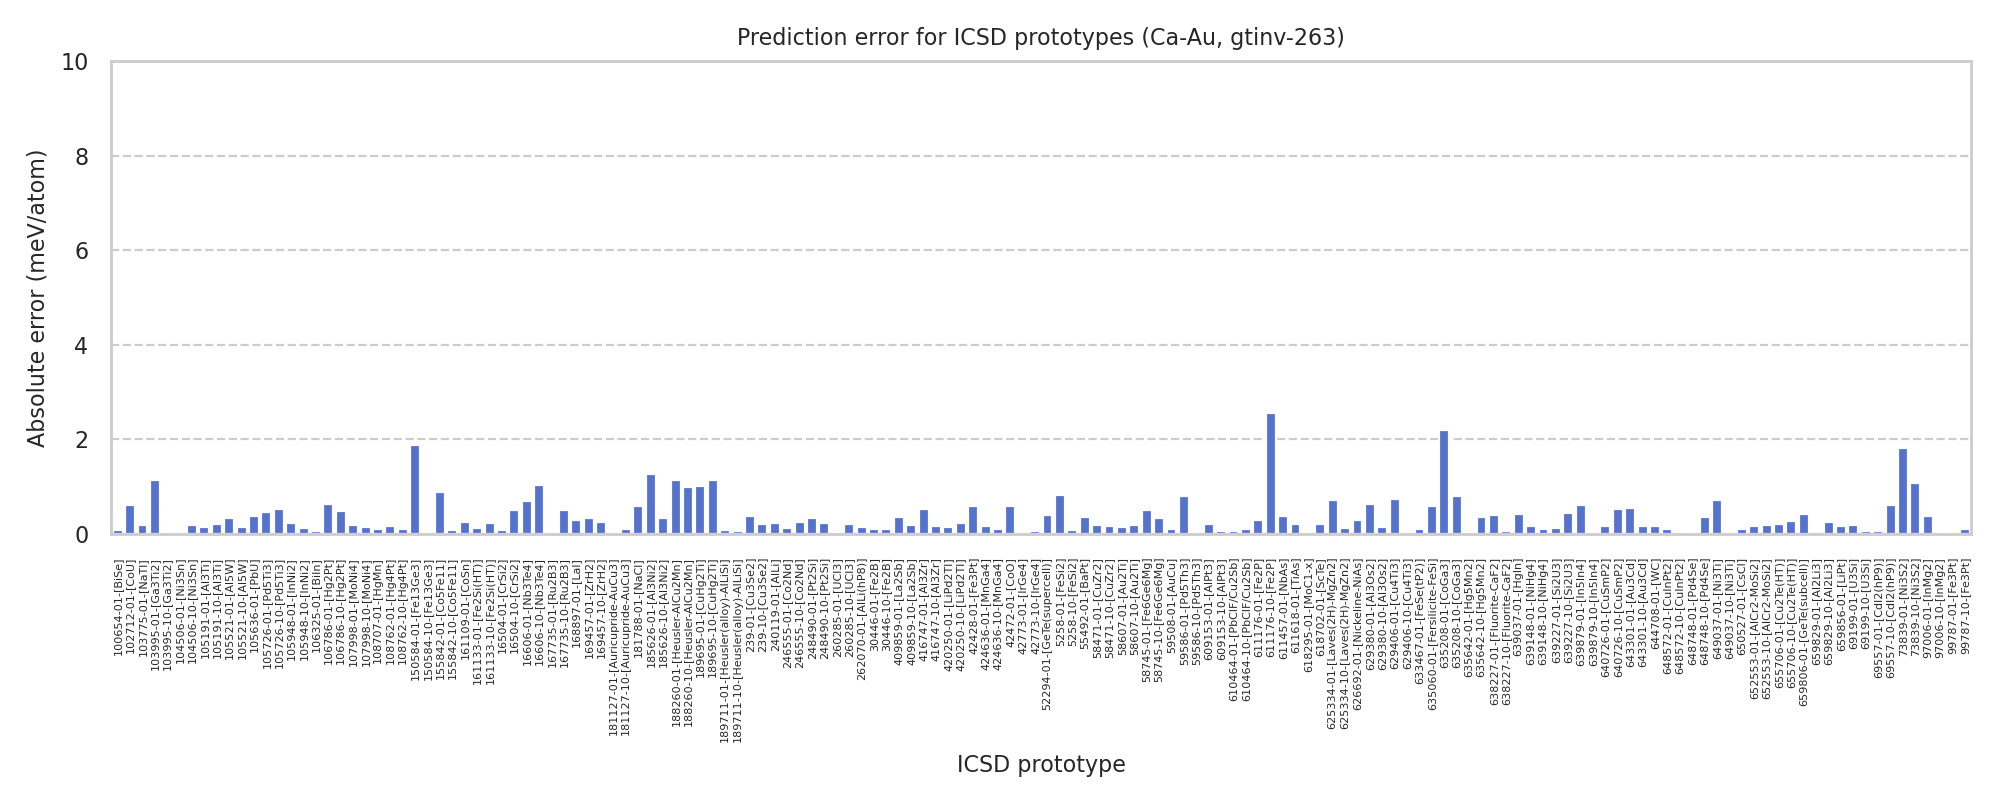 Prediction error for ICSD prototypes (Ca-Au, gtinv-263)
Absolute error (meV/atom)
10
8
6
4
2
0
100654-01-[BiSe]
102712-01-[CoU]
103775-01-[NaTl]
103995-01-[Ga3Ti2]
103995-10-[Ga3Ti2]
104506-01-[Ni3Sn]
104506-10-[Ni3Sn]
105191-01-[Al3Ti]
105191-10-[Al3Ti]
105521-01-[Al5W]
105521-10-[Al5W]
105636-01-[PbU]
105726-01-[Pd5Ti3]
105726-10-[Pd5Ti3]
105948-01-[InNi2]
105948-10-[InNi2]
106325-01-[BiIn]
106786-01-[Hg2Pt]
106786-10-[Hg2Pt]
107998-01-[MoNi4]
107998-10-[MoNi4]
108707-01-[HgMn]
108762-01-[Hg4Pt]
108762-10-[Hg4Pt]
150584-01-[Fe13Ge3]
150584-10-[Fe13Ge3]
155842-01-[Co5Fe11]
155842-10-[Co5Fe11]
161109-01-[CoSn]
161133-01-[Fe2Si(HT)]
161133-10-[Fe2Si(HT)]
16504-01-[CrSi2]
16504-10-[CrSi2]
16606-01-[Nb3Te4]
16606-10-[Nb3Te4]
167735-01-[Ru2B3]
167735-10-[Ru2B3]
168897-01-[LaI]
169457-01-[ZrH2]
169457-10-[ZrH2]
181127-01-[Auricupride-AuCu3]
181127-10-[Auricupride-AuCu3]
181788-01-[NaCl]
185626-01-[Al3Ni2]
185626-10-[Al3Ni2]
188260-01-[Heusler-AlCu2Mn]
188260-10-[Heusler-AlCu2Mn]
189695-01-[CuHg2Ti]
189695-10-[CuHg2Ti]
189711-01-[Heusler(alloy)-AlLiSi]
189711-10-[Heusler(alloy)-AlLiSi]
239-01-[Cu3Se2]
239-10-[Cu3Se2]
240119-01-[AlLi]
246555-01-[Co2Nd]
246555-10-[Co2Nd]
248490-01-[Pt2Si]
248490-10-[Pt2Si]
260285-01-[UCl3]
260285-10-[UCl3]
262070-01-[AlLi(hP8)]
30446-01-[Fe2B]
30446-10-[Fe2B]
409859-01-[La2Sb]
409859-10-[La2Sb]
416747-01-[Al3Zr]
416747-10-[Al3Zr]
420250-01-[LiPd2Tl]
420250-10-[LiPd2Tl]
42428-01-[Fe3Pt]
424636-01-[MnGa4]
424636-10-[MnGa4]
42472-01-[CoO]
42773-01-[IrGe4]
42773-10-[IrGe4]
52294-01-[GeTe(supercell)]
5258-01-[FeSi2]
5258-10-[FeSi2]
55492-01-[BaPt]
58471-01-[CuZr2]
58471-10-[CuZr2]
58607-01-[Au2Ti]
58607-10-[Au2Ti]
58745-01-[Fe6Ge6Mg]
58745-10-[Fe6Ge6Mg]
59508-01-[AuCu]
59586-01-[Pd5Th3]
59586-10-[Pd5Th3]
609153-01-[AlPt3]
609153-10-[AlPt3]
610464-01-[PbClF/Cu2Sb]
610464-10-[PbClF/Cu2Sb]
611176-01-[Fe2P]
611176-10-[Fe2P]
611457-01-[NbAs]
611618-01-[TiAs]
618295-01-[MoC1-x]
618702-01-[ScTe]
625334-01-[Laves(2H)-MgZn2]
625334-10-[Laves(2H)-MgZn2]
626692-01-[Nickeline-NiAs]
629380-01-[Al3Os2]
629380-10-[Al3Os2]
629406-01-[Cu4Ti3]
629406-10-[Cu4Ti3]
633467-01-[FeSe(tP2)]
635060-01-[Fersilicite-FeSi]
635208-01-[CoGa3]
635208-10-[CoGa3]
635642-01-[Hg5Mn2]
635642-10-[Hg5Mn2]
638227-01-[Fluorite-CaF2]
638227-10-[Fluorite-CaF2]
639037-01-[HgIn]
639148-01-[NiHg4]
639148-10-[NiHg4]
639227-01-[Si2U3]
639227-10-[Si2U3]
639879-01-[In5In4]
639879-10-[In5In4]
640726-01-[CuSmP2]
640726-10-[CuSmP2]
643301-01-[Au3Cd]
643301-10-[Au3Cd]
644708-01-[WC]
648572-01-[CuInPt2]
648572-10-[CuInPt2]
648748-01-[Pd4Se]
648748-10-[Pd4Se]
649037-01-[Ni3Ti]
649037-10-[Ni3Ti]
650527-01-[CsCl]
652553-01-[AlCr2-MoSi2]
652553-10-[AlCr2-MoSi2]
655706-01-[Cu2Te(HT)]
655706-10-[Cu2Te(HT)]
659806-01-[GeTe(subcell)]
659829-01-[Al2Li3]
659829-10-[Al2Li3]
659856-01-[LiPt]
69199-01-[U3Si]
69199-10-[U3Si]
69557-01-[CdI2(hP9)]
69557-10-[CdI2(hP9)]
73839-01-[Ni3S2]
73839-10-[Ni3S2]
97006-01-[InMg2]
97006-10-[InMg2]
99787-01-[Fe3Pt]
99787-10-[Fe3Pt]
ICSD prototype